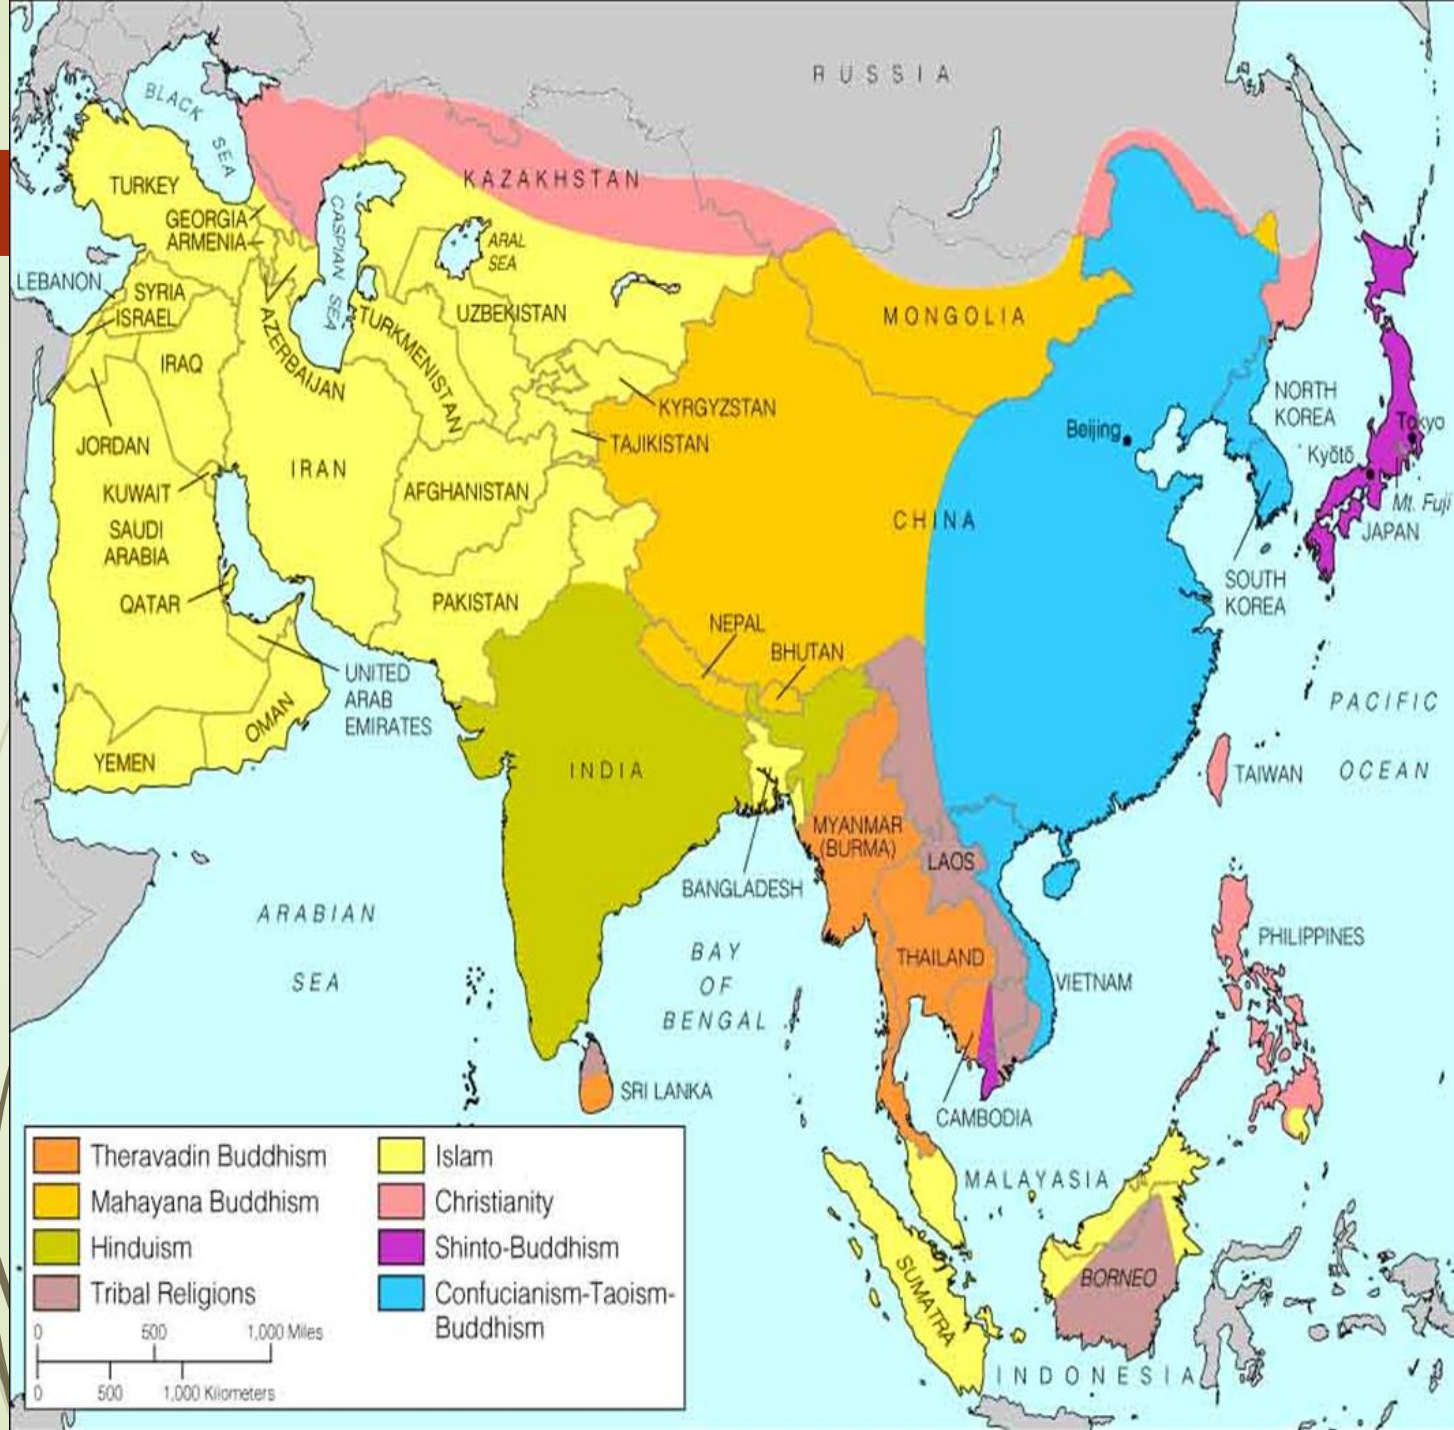 RUSSIA
BLACK
SEA
KAZAKHSTAN
TURKEY
GEORGIA
ARMENIA
CASPIAN SEA
ARAL
SEA
LEBANON
SYRIA
ISRAEL
AZERBAIJAN
TURKMENISTAN
UZBEKISTAN
MONGOLIA
IRAQ
KYRGYZSTAN
TAJIKISTAN
NORTH
KOREA
Beijing
Tokyo
Kyōtō
Mt. Fuji
JAPAN
JORDAN
IRAN
KUWAIT
AFGHANISTAN
SAUDI
ARABIA
CHINA
SOUTH
KOREA
QATAR
PAKISTAN
NEPAL
BHUTAN
UNITED
ARAB
EMIRATES
OMAN
YEMEN
PACIFIC
OCEAN
INDIA
TAIWAN
MYANMAR
(BURMA)
LAOS
BANGLADESH
ARABIAN
SEA
BAY
OF
BENGAL
THAILAND
VIETNAM
PHILIPPINES
SRI LANKA
CAMBODIA
MALAYASIA
SUMATRA
BORNEO
INDONESIA
Theravadin Buddhism
Mahayana Buddhism
Hinduism
Tribal Religions
Islam
Christianity
Shinto-Buddhism
Confucianism-Taoism-
Buddhism
0 500 1,000 Miles
0 500 1,000 Kilometers